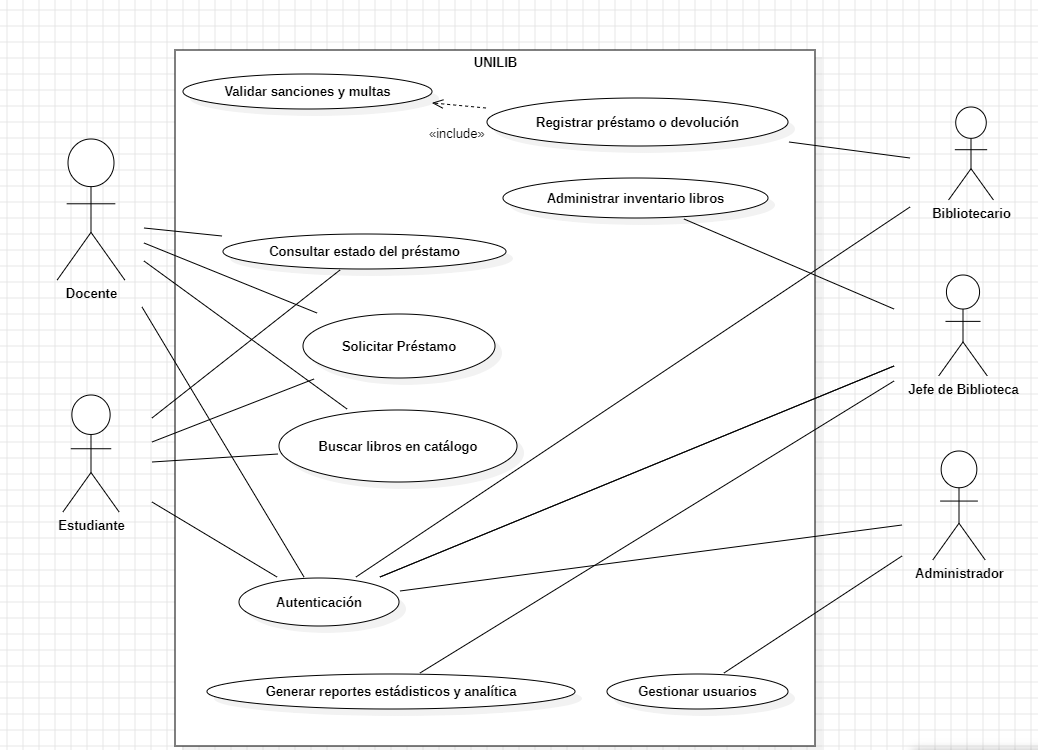 UNILIB
Validar sanciones y multas
Registrar préstamo o devolución
«include»
Administrar inventario libros
Bibliotecario
Consultar estado del préstamo
Docente
Solicitar Préstamo
Jefe de Biblioteca
Buscar libros en catálogo
Estudiante
Administrador
Autenticación
Generar reportes estádisticos y analítica
Gestionar usuarios